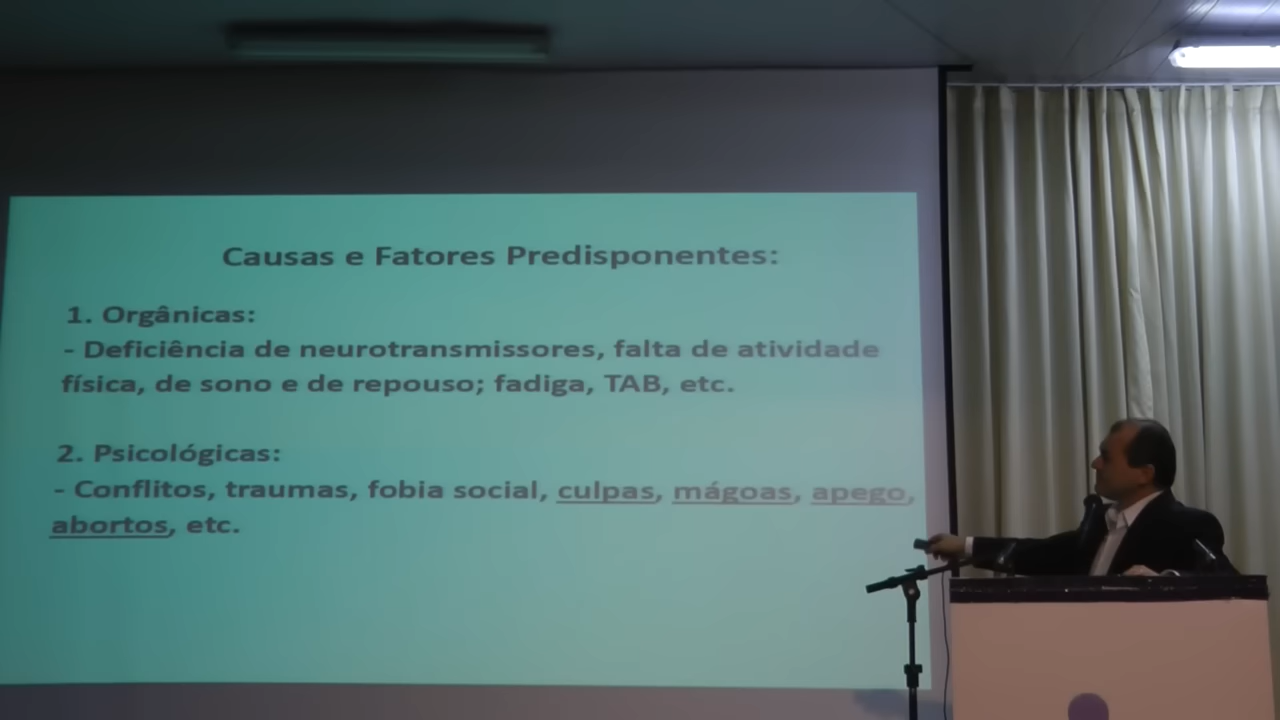 Causas e Fatores Predisponentes:
1. Orgânicas:
- Deficiência de neurotransmissores, falta de atividade
física, de sono e de repouso; fadiga, TAB, etc.
2. Psicológicas:
- Conflitos, traumas, fobia social, culpas, mágoas, apego,
abortos, etc.